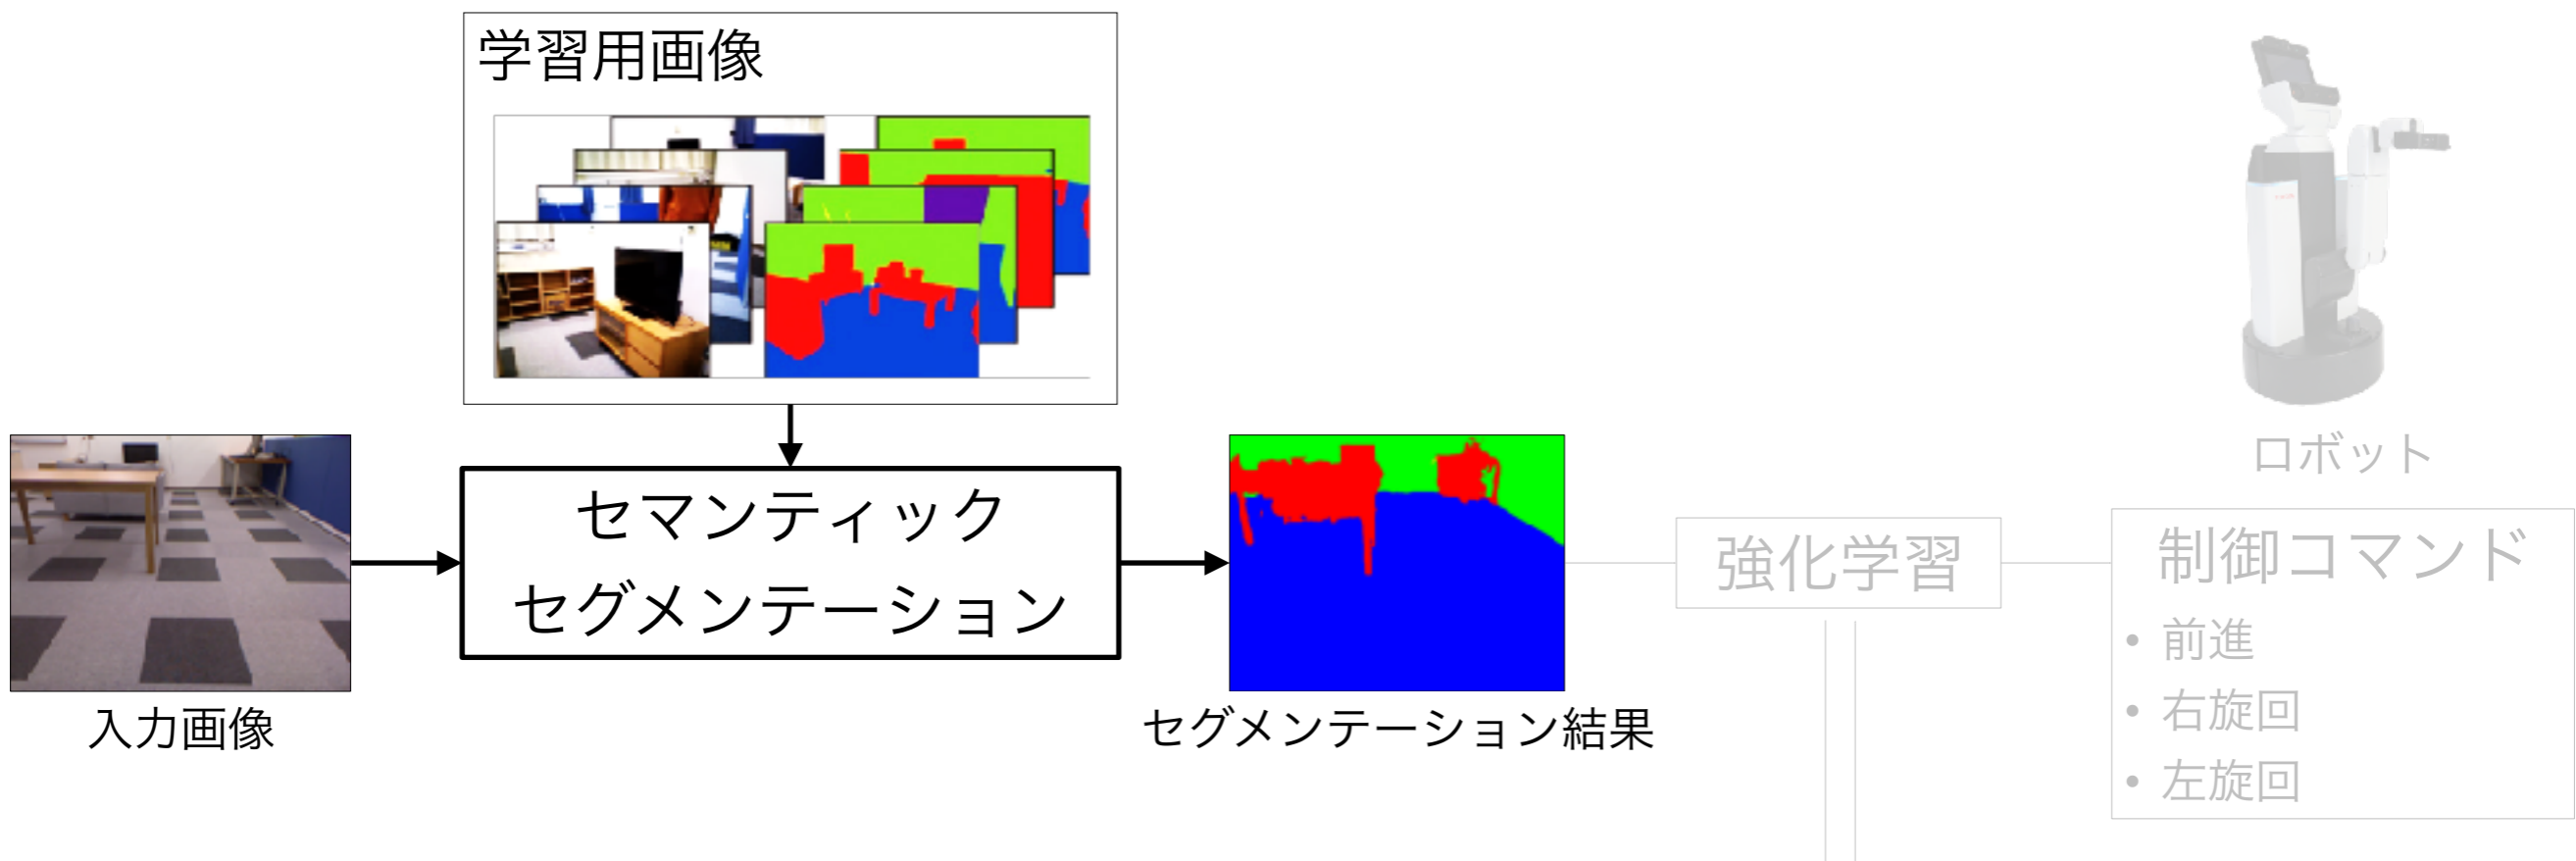 学習用画像
セマンティック
セグメンテーション
入力画像
セグメンテーション結果
強化学習
ロボット
制御コマンド
• 前進
• 右旋回
• 左旋回